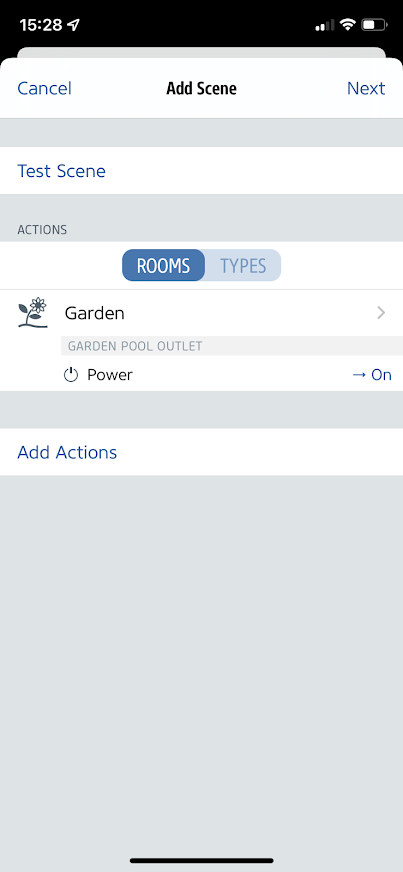 15:28
Cancel Add Scene Next
Test Scene
ACTIONS
ROOMS TYPES
Garden
GARDEN POOL OUTLET
Power → On
Add Actions